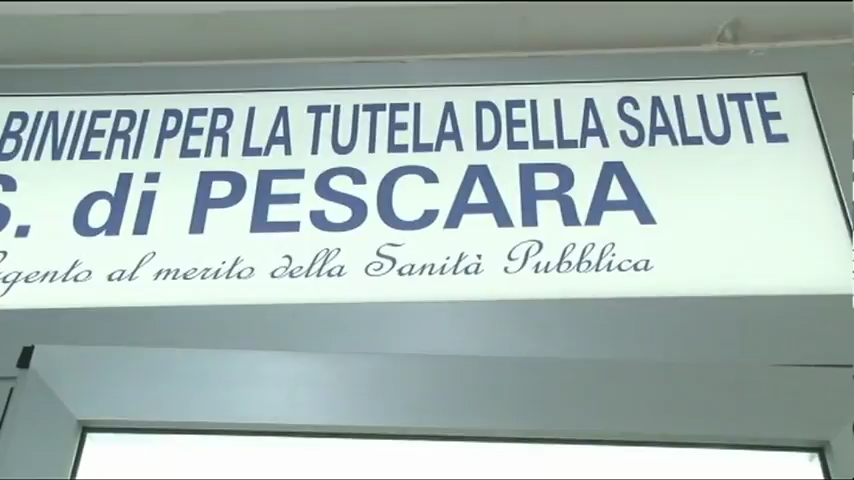 BINIERI PER LA TUTELA DELLA SALUTE
S. di PESCARA
gento al merito della Sanità Pubblica